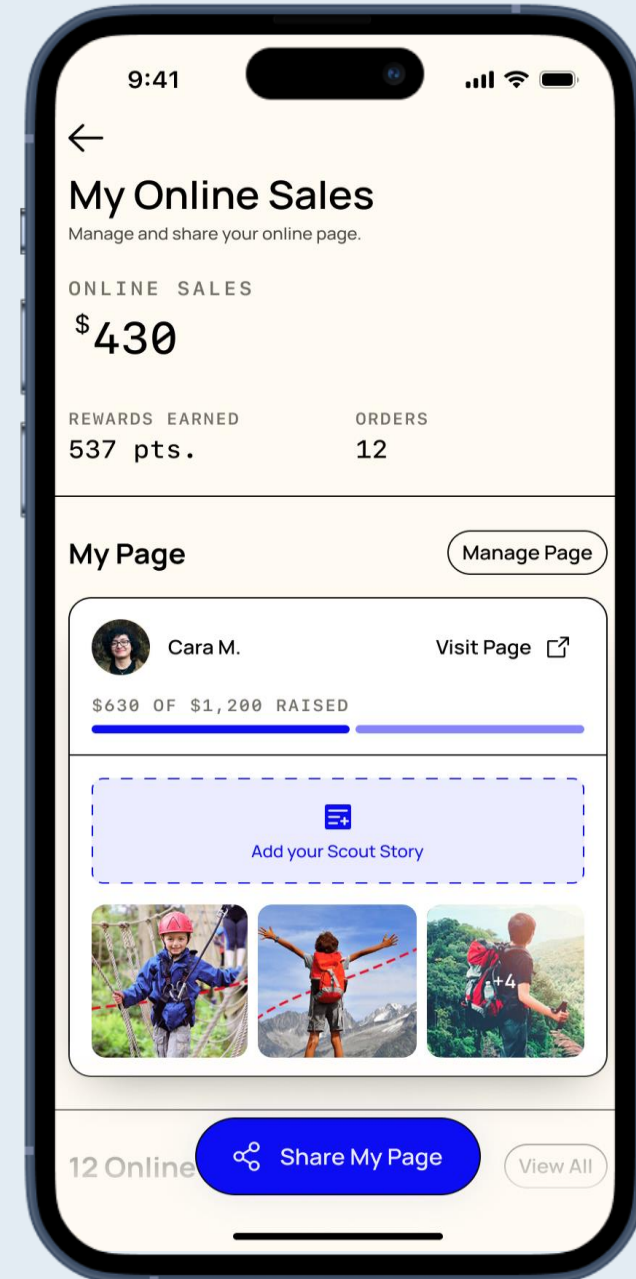 9:41
My Online Sales
Manage and share your online page.
ONLINE SALES
$430
REWARDS EARNED
ORDERS
537 pts.
12
My Page
Manage Page
Cara M.
Visit Page
$630 OF $1,200 RAISED
Add your Scout Story
+4
12 Online
Share My Page
View All